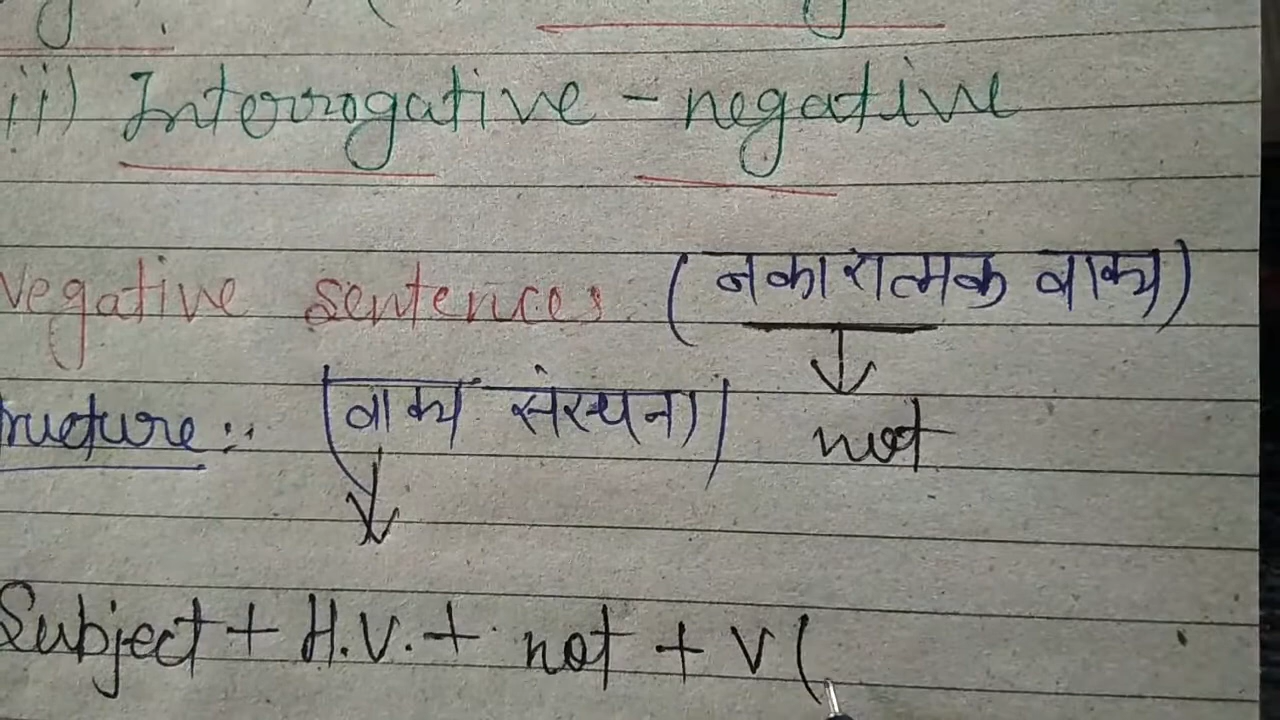 ii) Interrogative - negative
Negative sentences: (नकारात्मक वाक्य)
ructure :: (वाक्य संरचना) not
Subject + H.V. + not + V (